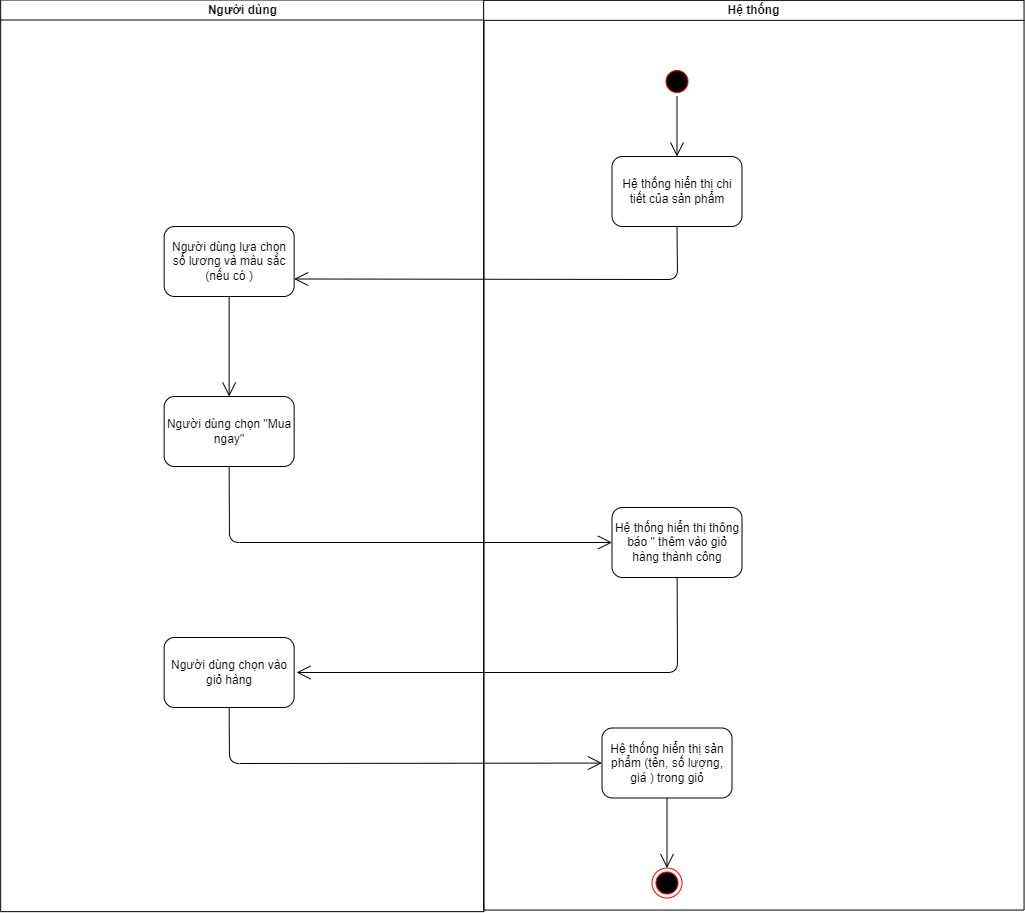 Người dùng
Hệ thống
Hệ thống hiển thị chi
tiết của sản phẩm
Người dùng lựa chọn
số lương và màu sắc
(nếu có )
Người dùng chọn "Mua
ngay"
Hệ thống hiển thị thông
báo " thêm vào giỏ
hàng thành công
Người dùng chọn vào
giỏ hàng
Hệ thống hiển thị sản
phẩm (tên, số lượng,
giá ) trong giỏ